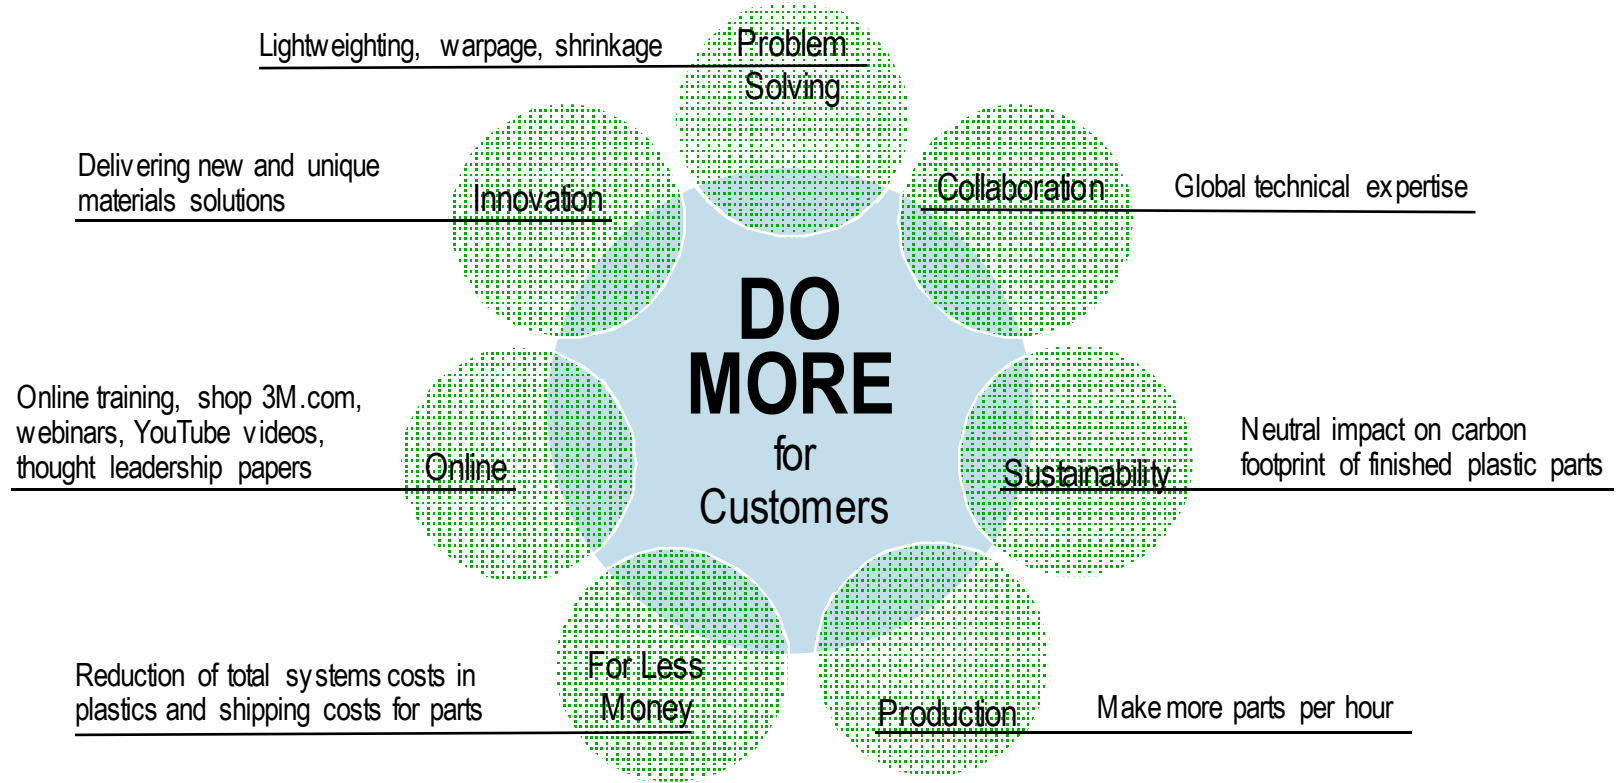 Lightweighting, warpage, shrinkage
Problem
Solving
Delivering new and unique
materials solutions
Innovation
Collaboration
Global technical expertise
DO
MORE
for
Customers
Online training, shop 3M.com,
webinars, YouTube videos,
thought leadership papers
Online
Sustainability
Neutral impact on carbon
footprint of finished plastic parts
Reduction of total systems costs in
plastics and shipping costs for parts
For Less
Money
Production
Make more parts per hour